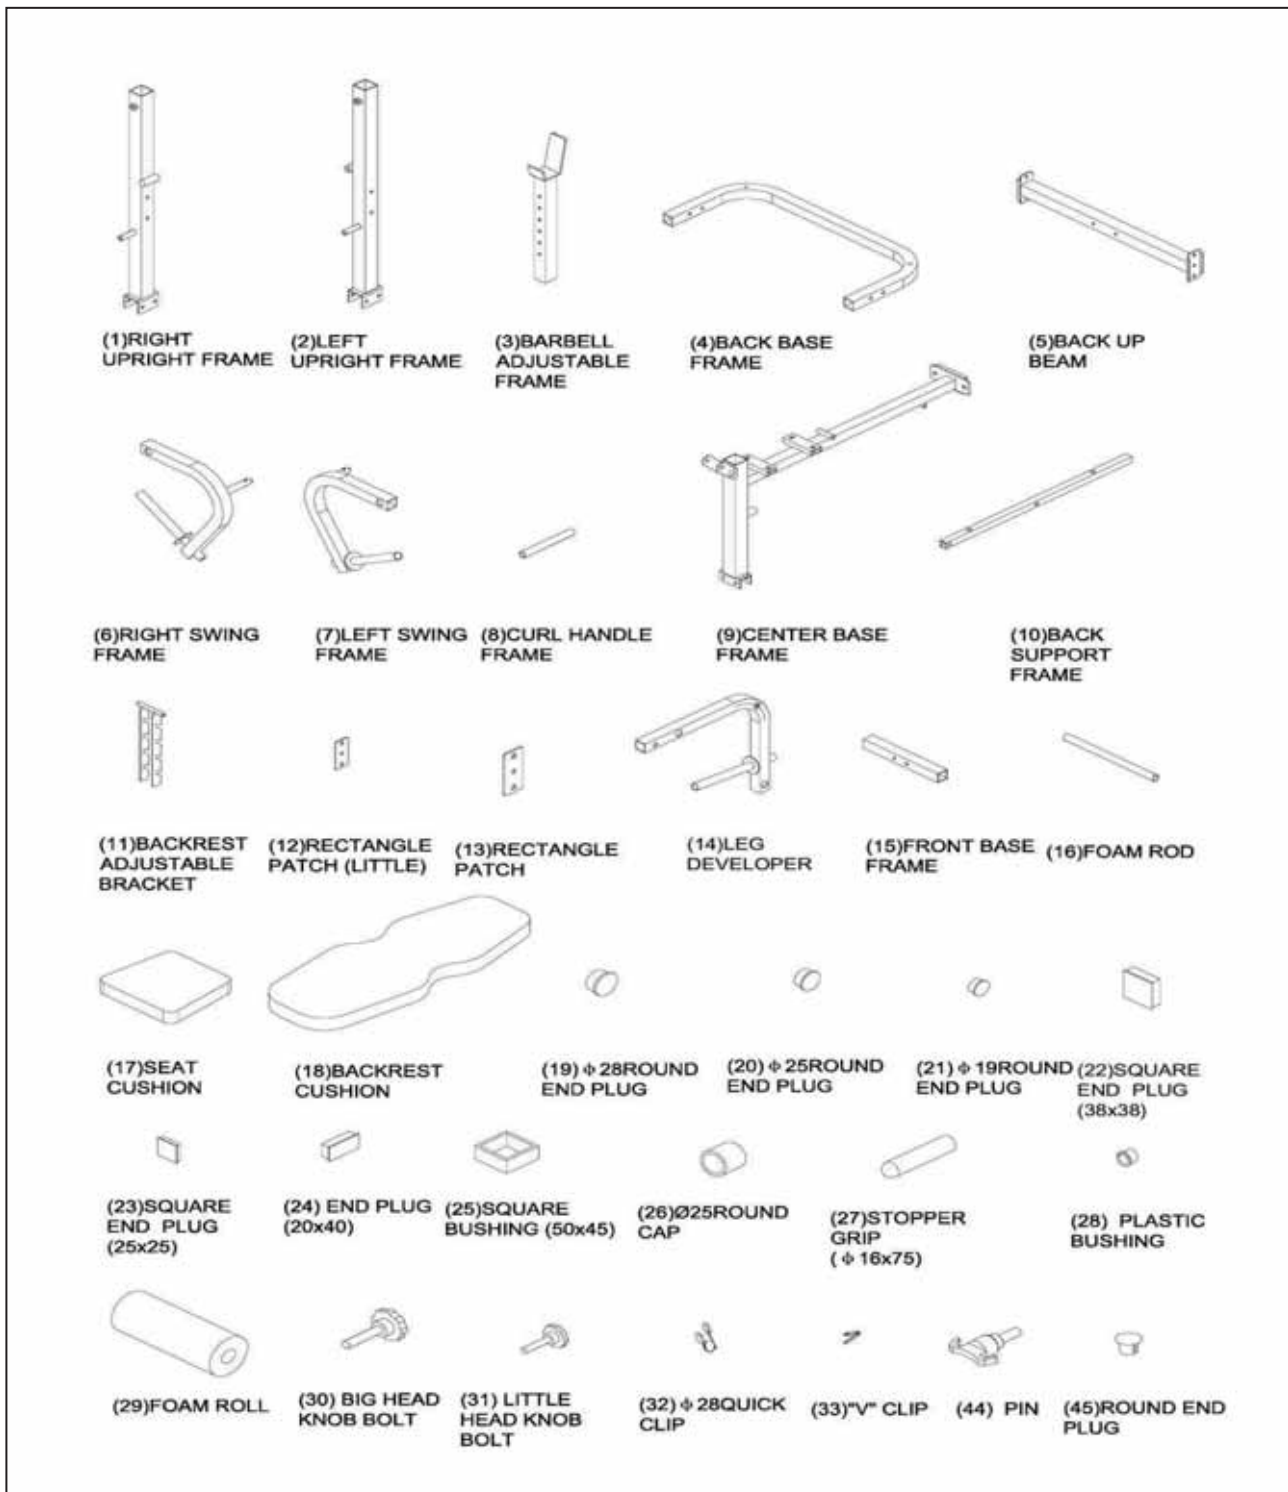 (1)RIGHT
UPRIGHT FRAME
(2)LEFT
UPRIGHT FRAME
(3)BARBELL
ADJUSTABLE
FRAME
(4)BACK BASE
FRAME
(5)BACK UP
BEAM
(6)RIGHT SWING
FRAME
(7)LEFT SWING
FRAME
(8)CURL HANDLE
FRAME
(9)CENTER BASE
FRAME
(10)BACK
SUPPORT
FRAME
(11)BACKREST
ADJUSTABLE
BRACKET
(12)RECTANGLE
PATCH (LITTLE)
(13)RECTANGLE
PATCH
(14)LEG
DEVELOPER
(15)FRONT BASE
FRAME
(16)FOAM ROD
(17)SEAT
CUSHION
(18)BACKREST
CUSHION
(19)ϕ28ROUND
END PLUG
(20)ϕ25ROUND
END PLUG
(21)ϕ19ROUND
END PLUG
(22)SQUARE
END PLUG
(38x38)
(23)SQUARE
END PLUG
(25x25)
(24) END PLUG
(20x40)
(25)SQUARE
BUSHING (50x45)
(26)Ø25ROUND
CAP
(27)STOPPER
GRIP
(ϕ16x75)
(28) PLASTIC
BUSHING
(29)FOAM ROLL
(30) BIG HEAD
KNOB BOLT
(31) LITTLE
HEAD KNOB
BOLT
(32)ϕ28QUICK
CLIP
(33)"V" CLIP
(44) PIN
(45)ROUND END
PLUG